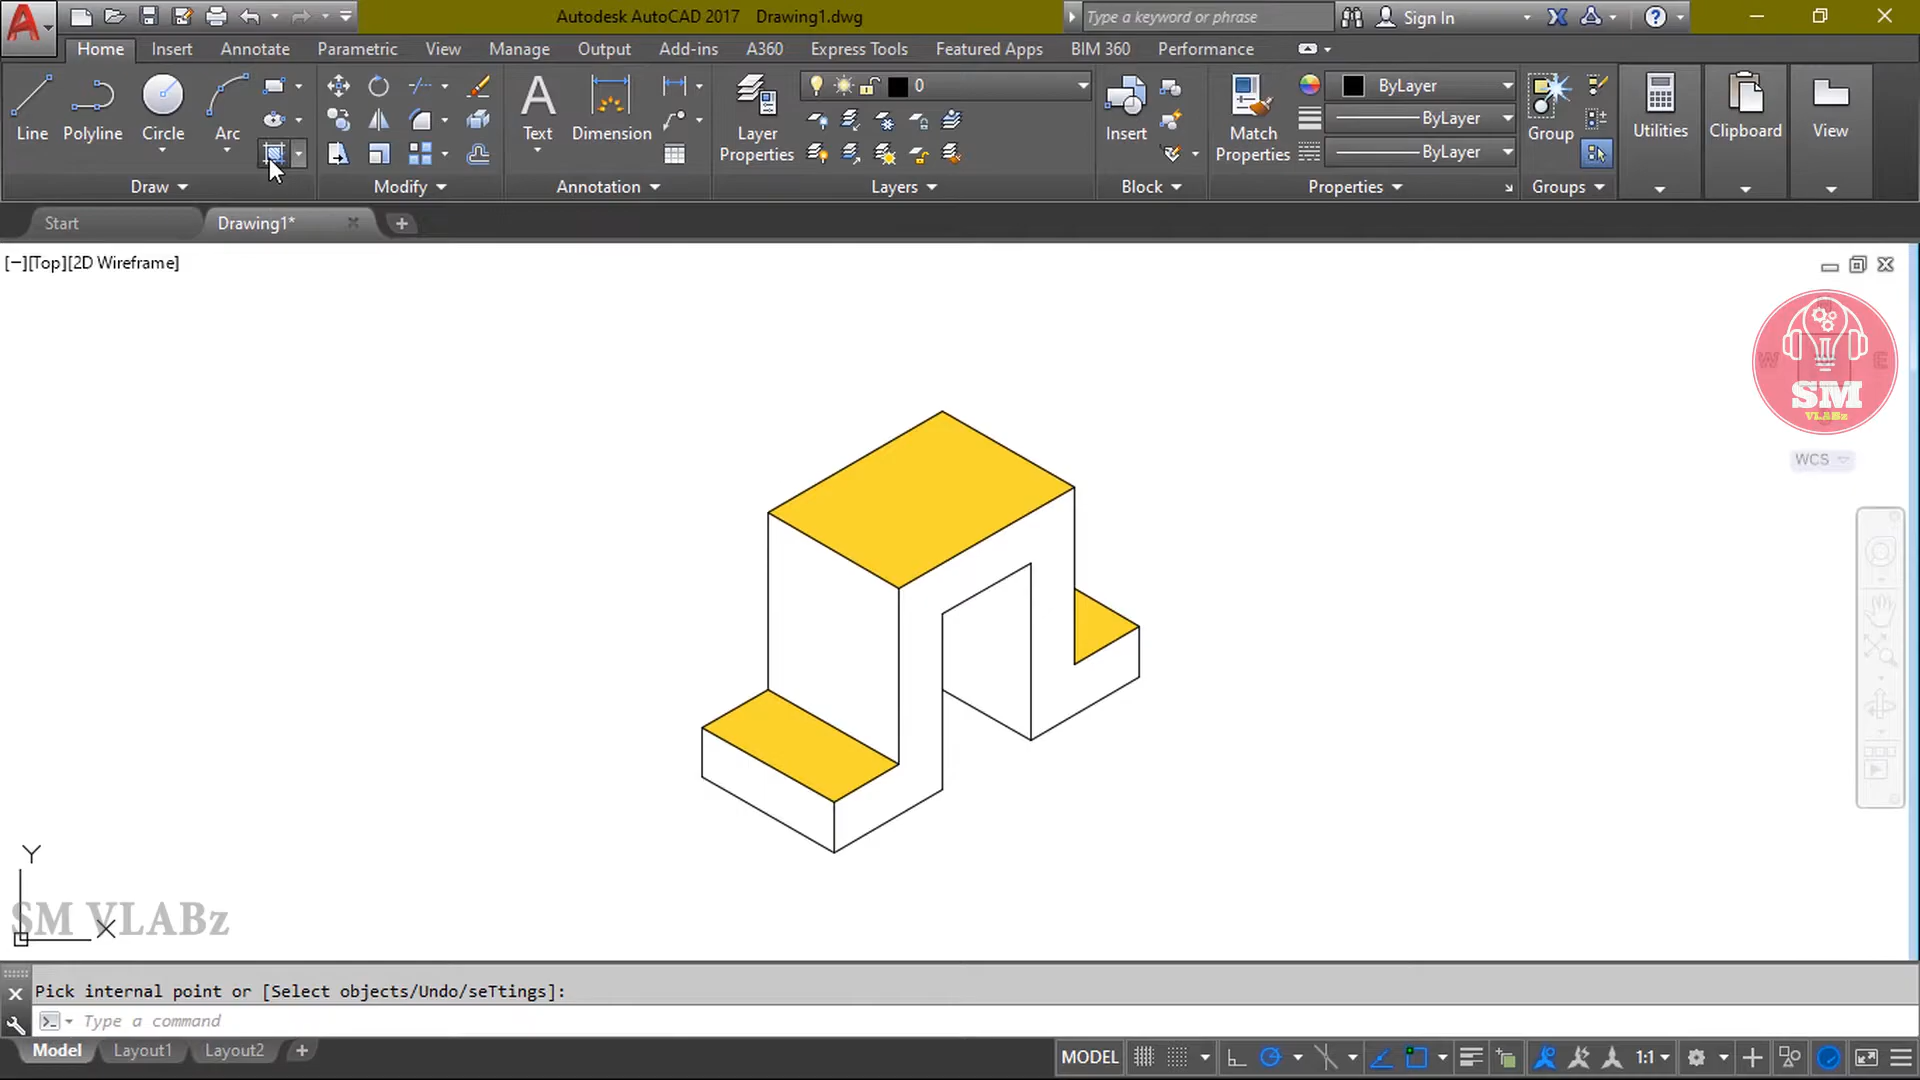 Autodesk AutoCAD 2017 Drawing1.dwg
Type a keyword or phrase
Sign In
Home Insert Annotate Parametric View Manage Output Add-ins A360 Express Tools Featured Apps BIM 360 Performance
0
ByLayer
ByLayer
ByLayer
Line Polyline Circle Arc
Text Dimension
Layer Properties
Insert
Match Properties
Group
Utilities Clipboard View
Draw Modify Annotation Layers Block Properties Groups
Start Drawing1*
[−][Top][2D Wireframe]
W E
SM
VLABz
WCS
Y
X
SM VLABz
Pick internal point or [Select objects/Undo/seTtings]:
Type a command
Model Layout1 Layout2
MODEL 1:1